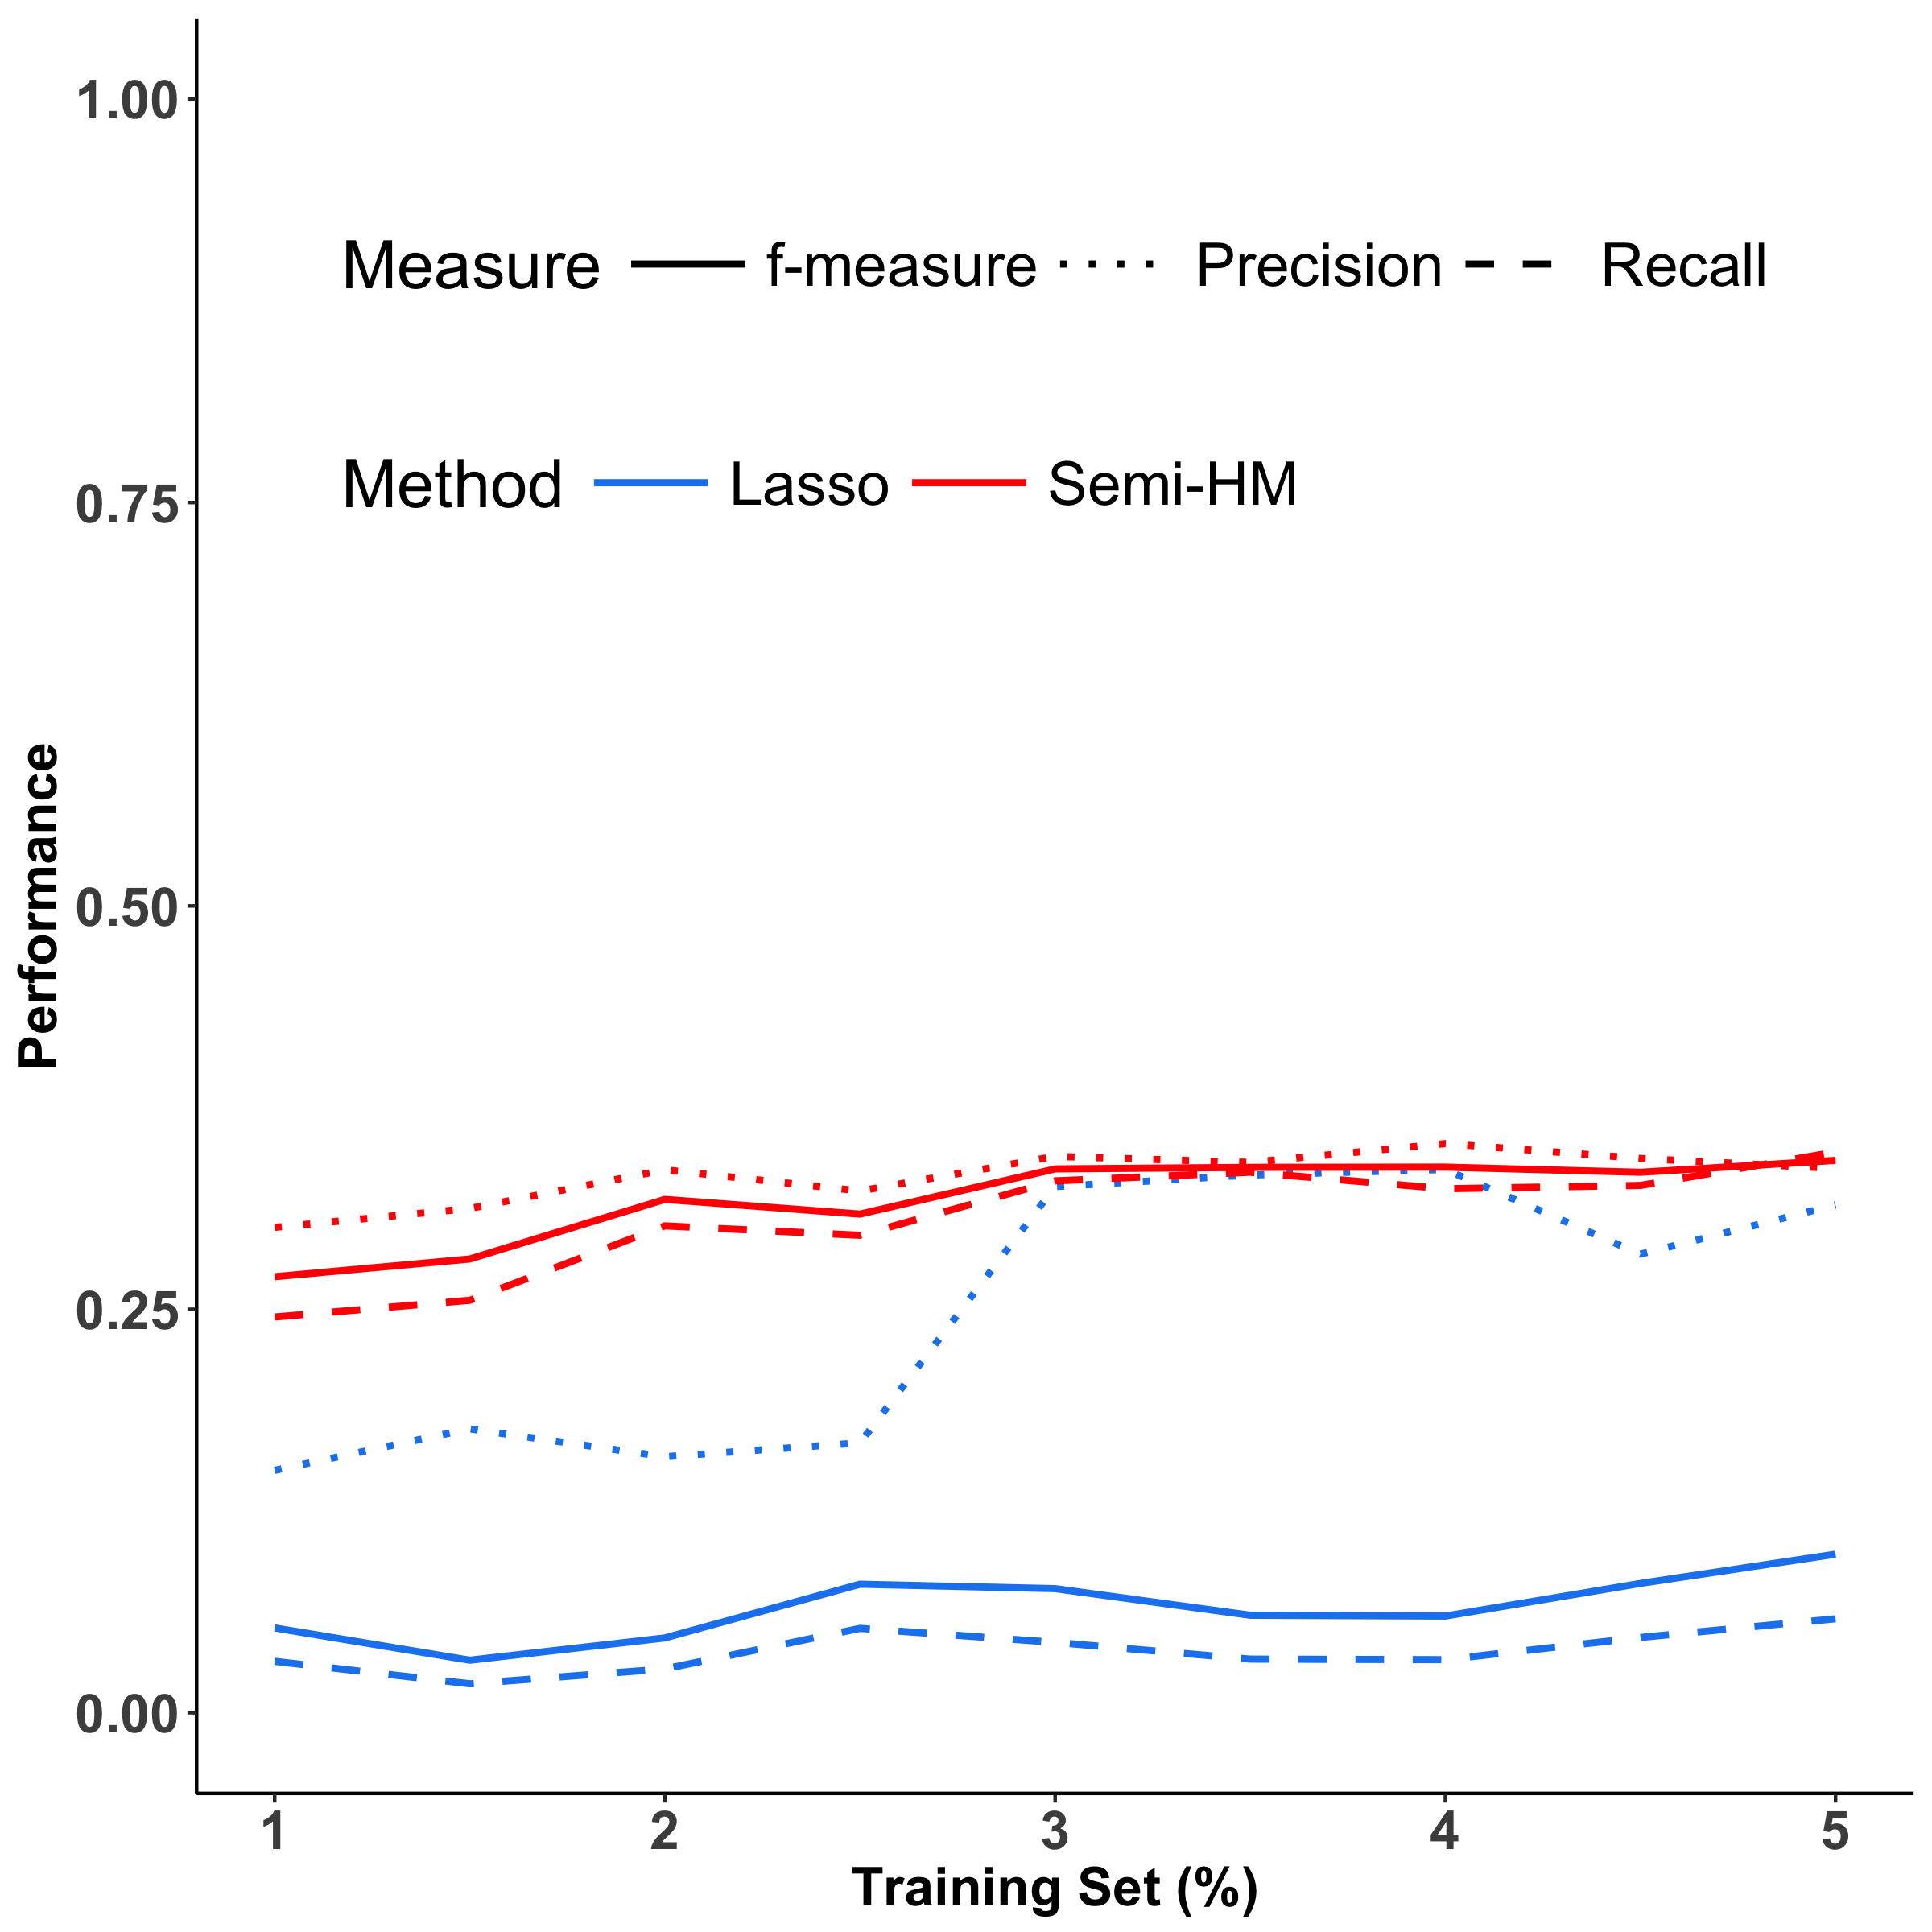 1.00
Measure f-measure Precision Recall
Method Lasso Semi-HM
0.75
0.50
0.25
0.00
Performance
1 2 3 4 5
Training Set (%)